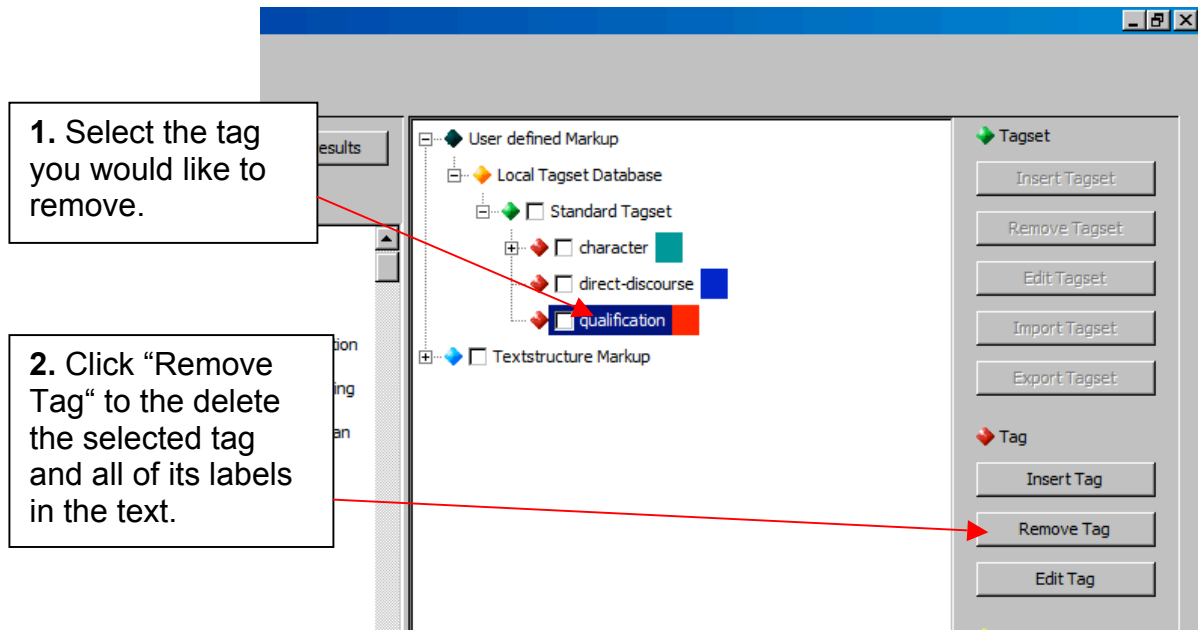 1. Select the tag
you would like to
remove.
esults
User defined Markup
Local Tagset Database
Standard Tagset
character
direct-discourse
qualification
Textstructure Markup
2. Click “Remove
Tag“ to the delete
the selected tag
and all of its labels
in the text.
tion
ing
an
Tagset
Insert Tagset
Remove Tagset
Edit Tagset
Import Tagset
Export Tagset
Tag
Insert Tag
Remove Tag
Edit Tag